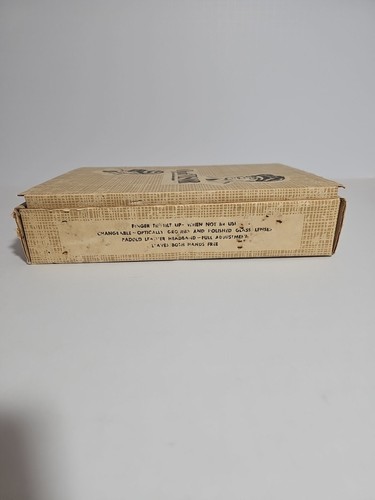 FINGER TIP TILT UP - WHEN NOT IN USE
CHANGEABLE - OPTICALLY GROUND AND POLISHED GLASS LENSES
PADDED LEATHER HEADBAND - FULL ADJUSTMENT
LEAVES BOTH HANDS FREE